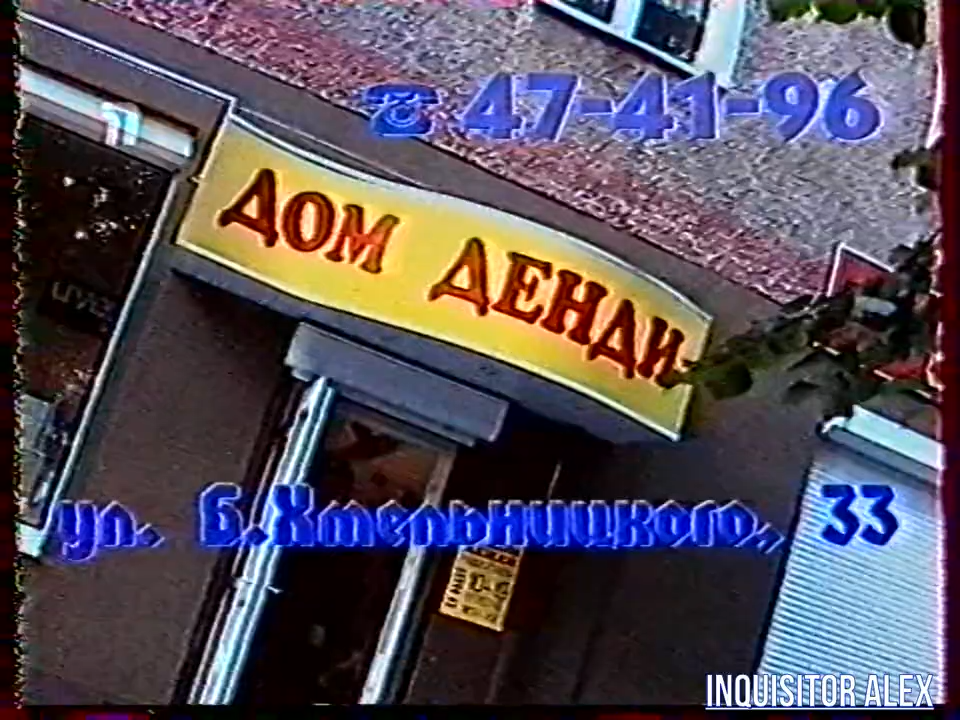 ☎ 47-41-96
ДОМ ДЕНДИ
ул. Б.Хмельницкого., 33
INQUISITOR ALEX